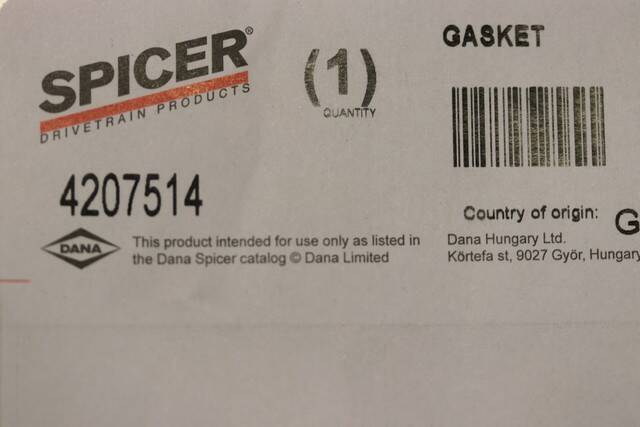 SPICER®
DRIVETRAIN PRODUCTS
(1)
QUANTITY
GASKET
4207514
Country of origin: G
DANA
This product intended for use only as listed in
the Dana Spicer catalog © Dana Limited
Dana Hungary Ltd.
Körtefa st, 9027 Györ, Hungary